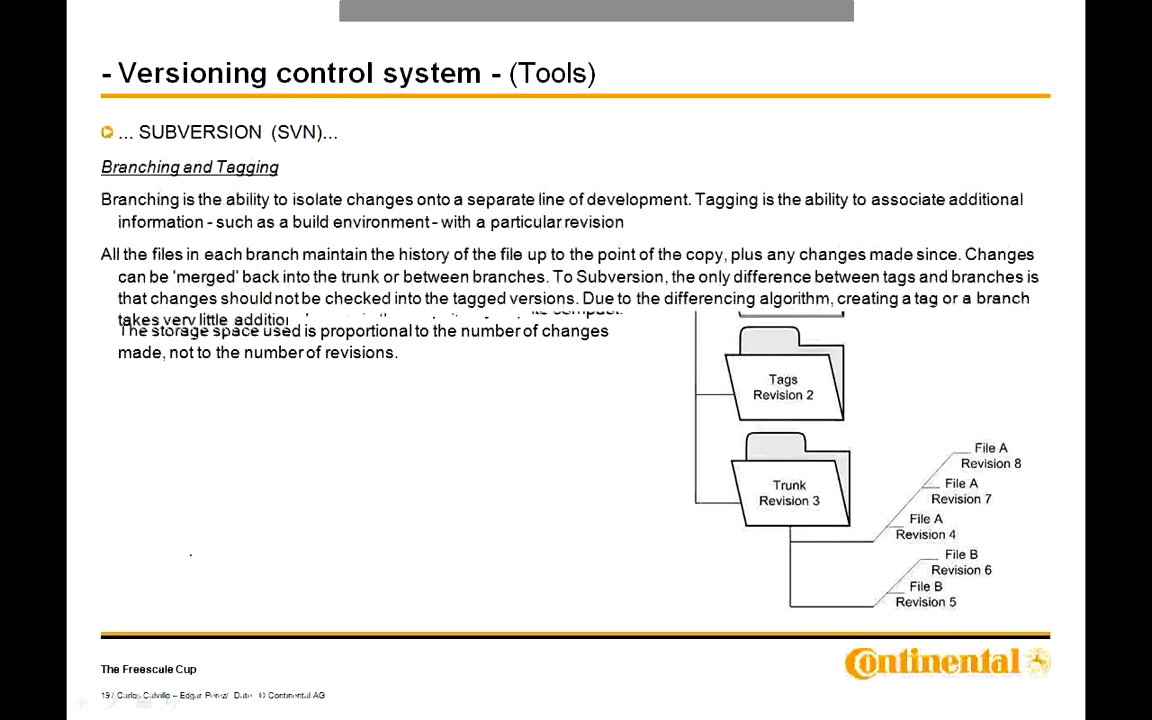 - Versioning control system - (Tools)
... SUBVERSION (SVN)...
Branching and Tagging
Branching is the ability to isolate changes onto a separate line of development. Tagging is the ability to associate additional
information - such as a build environment - with a particular revision
All the files in each branch maintain the history of the file up to the point of the copy, plus any changes made since. Changes
can be 'merged' back into the trunk or between branches. To Subversion, the only difference between tags and branches is
that changes should not be checked into the tagged versions. Due to the differencing algorithm, creating a tag or a branch
takes very little
The storage space used is proportional to the number of changes
made, not to the number of revisions.
Tags
Revision 2
Trunk
Revision 3
File A
Revision 8
File A
Revision 7
File A
Revision 4
File B
Revision 6
File B
Revision 5
The Freescale Cup
Continental
19 / Carlos Calvillo – Edgar © Continental AG